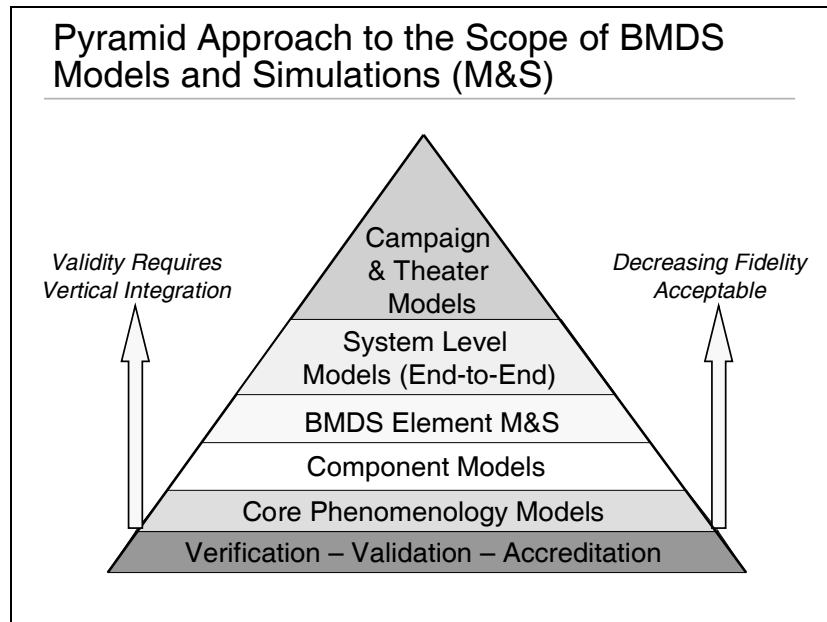 Pyramid Approach to the Scope of BMDS
Models and Simulations (M&S)
Validity Requires
Vertical Integration
Decreasing Fidelity
Acceptable
Campaign
& Theater
Models
System Level
Models (End-to-End)
BMDS Element M&S
Component Models
Core Phenomenology Models
Verification – Validation – Accreditation